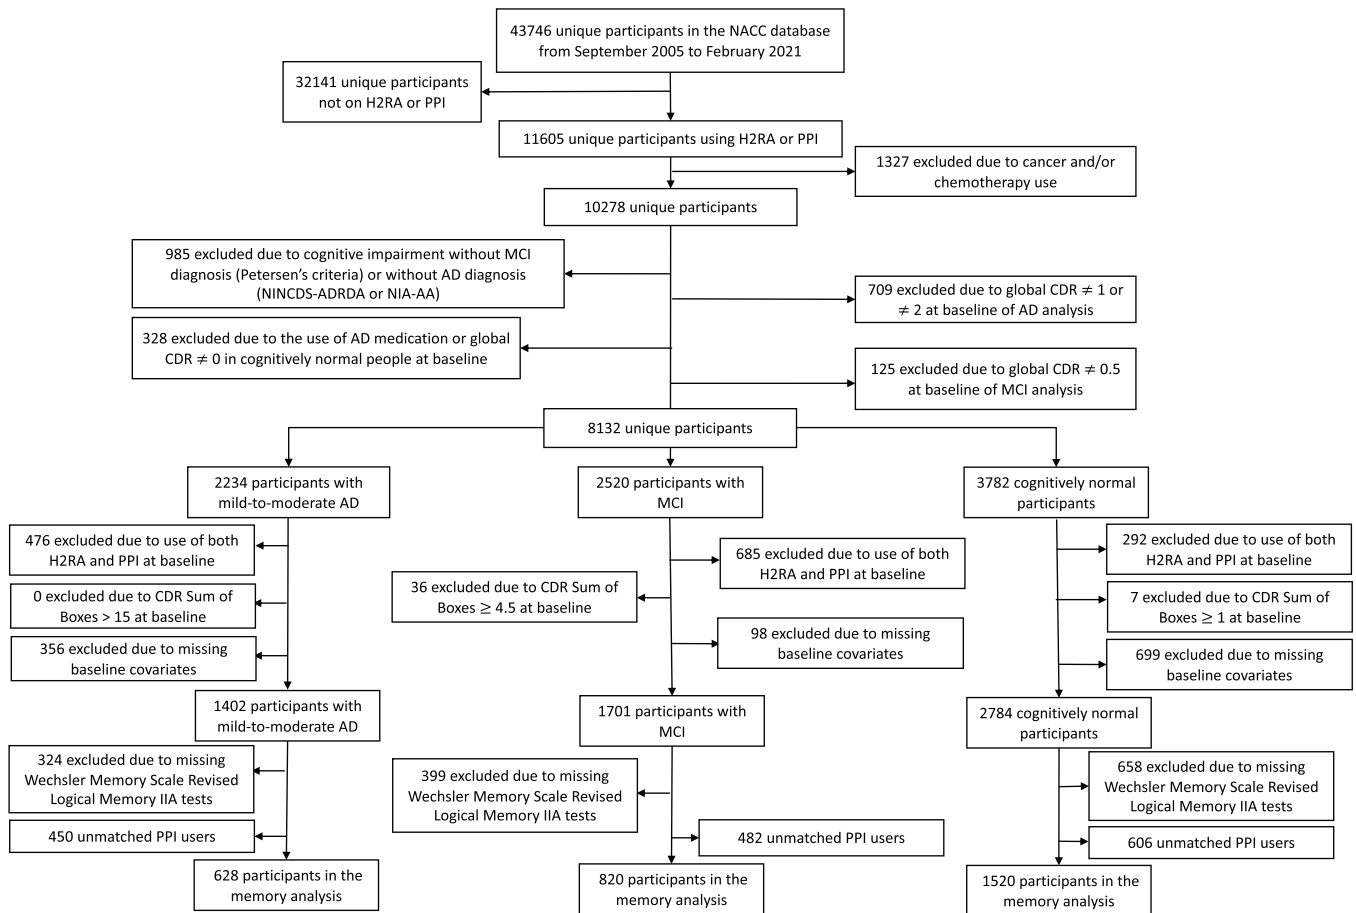 43746 unique participants in the NACC database
from September 2005 to February 2021
32141 unique participants
not on H2RA or PPI
11605 unique participants using H2RA or PPI
1327 excluded due to cancer and/or
chemotherapy use
10278 unique participants
985 excluded due to cognitive impairment without MCI
diagnosis (Petersen's criteria) or without AD diagnosis
(NINCDS-ADRDA or NIA-AA)
709 excluded due to global CDR ≠ 1 or
≠ 2 at baseline of AD analysis
328 excluded due to the use of AD medication or global
CDR ≠ 0 in cognitively normal people at baseline
125 excluded due to global CDR ≠ 0.5
at baseline of MCI analysis
8132 unique participants
2234 participants with
mild-to-moderate AD
2520 participants with
MCI
3782 cognitively normal
participants
476 excluded due to use of both
H2RA and PPI at baseline
0 excluded due to CDR Sum of
Boxes > 15 at baseline
356 excluded due to missing
baseline covariates
685 excluded due to use of both
H2RA and PPI at baseline
36 excluded due to CDR Sum of
Boxes ≥ 4.5 at baseline
98 excluded due to missing
baseline covariates
292 excluded due to use of both
H2RA and PPI at baseline
7 excluded due to CDR Sum of
Boxes ≥ 1 at baseline
699 excluded due to missing
baseline covariates
1402 participants with
mild-to-moderate AD
1701 participants with
MCI
2784 cognitively normal
participants
324 excluded due to missing
Wechsler Memory Scale Revised
Logical Memory IIA tests
450 unmatched PPI users
399 excluded due to missing
Wechsler Memory Scale Revised
Logical Memory IIA tests
482 unmatched PPI users
658 excluded due to missing
Wechsler Memory Scale Revised
Logical Memory IIA tests
606 unmatched PPI users
628 participants in the
memory analysis
820 participants in the
memory analysis
1520 participants in the
memory analysis